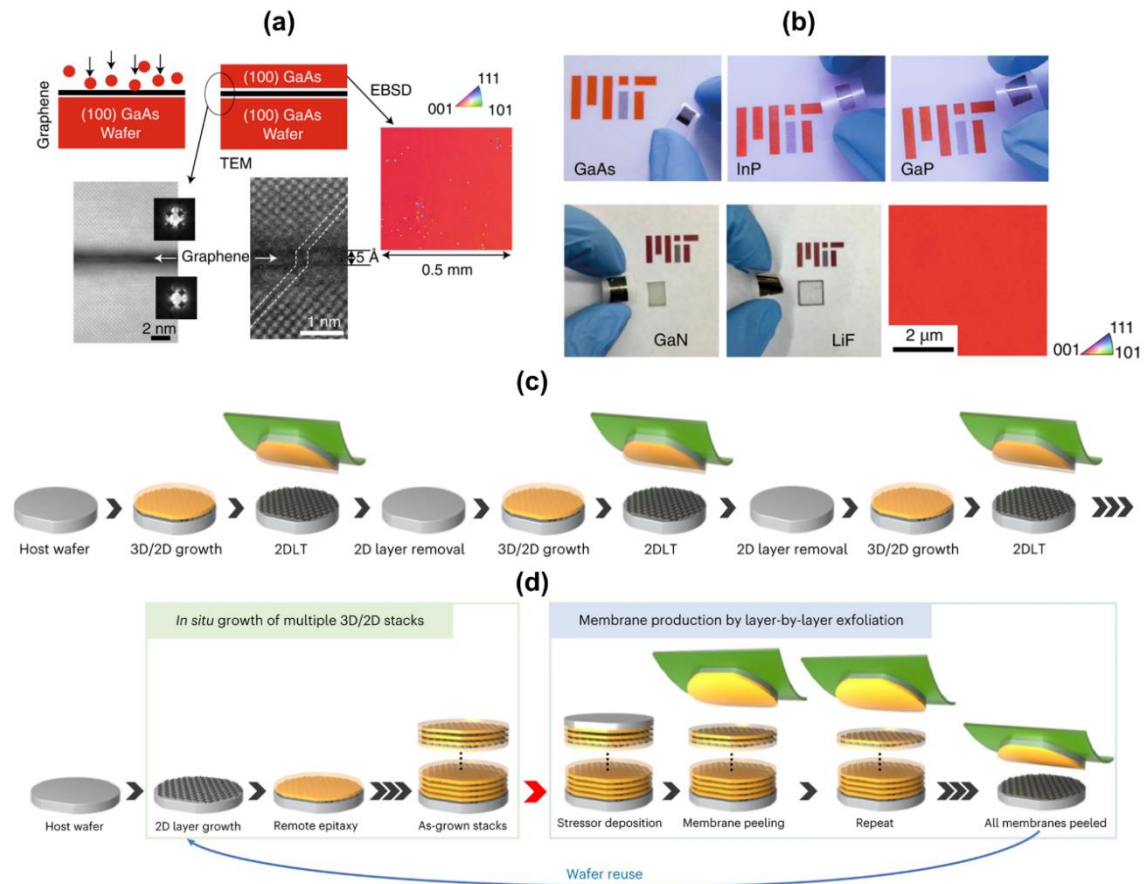 (a)
Graphene
(100) GaAs
Wafer
(100) GaAs
(100) GaAs
Wafer
EBSD
111
001
101
TEM
Graphene
5 Å
2 nm
1 nm
0.5 mm
(b)
GaAs
InP
GaP
MIT
GaN
MIT
LiF
2 µm
111
001
101
(c)
Host wafer
3D/2D growth
2DLT
2D layer removal
3D/2D growth
2DLT
2D layer removal
3D/2D growth
2DLT
(d)
In situ growth of multiple 3D/2D stacks
Membrane production by layer-by-layer exfoliation
Host wafer
2D layer growth
Remote epitaxy
As-grown stacks
Stressor deposition
Membrane peeling
Repeat
All membranes peeled
Wafer reuse